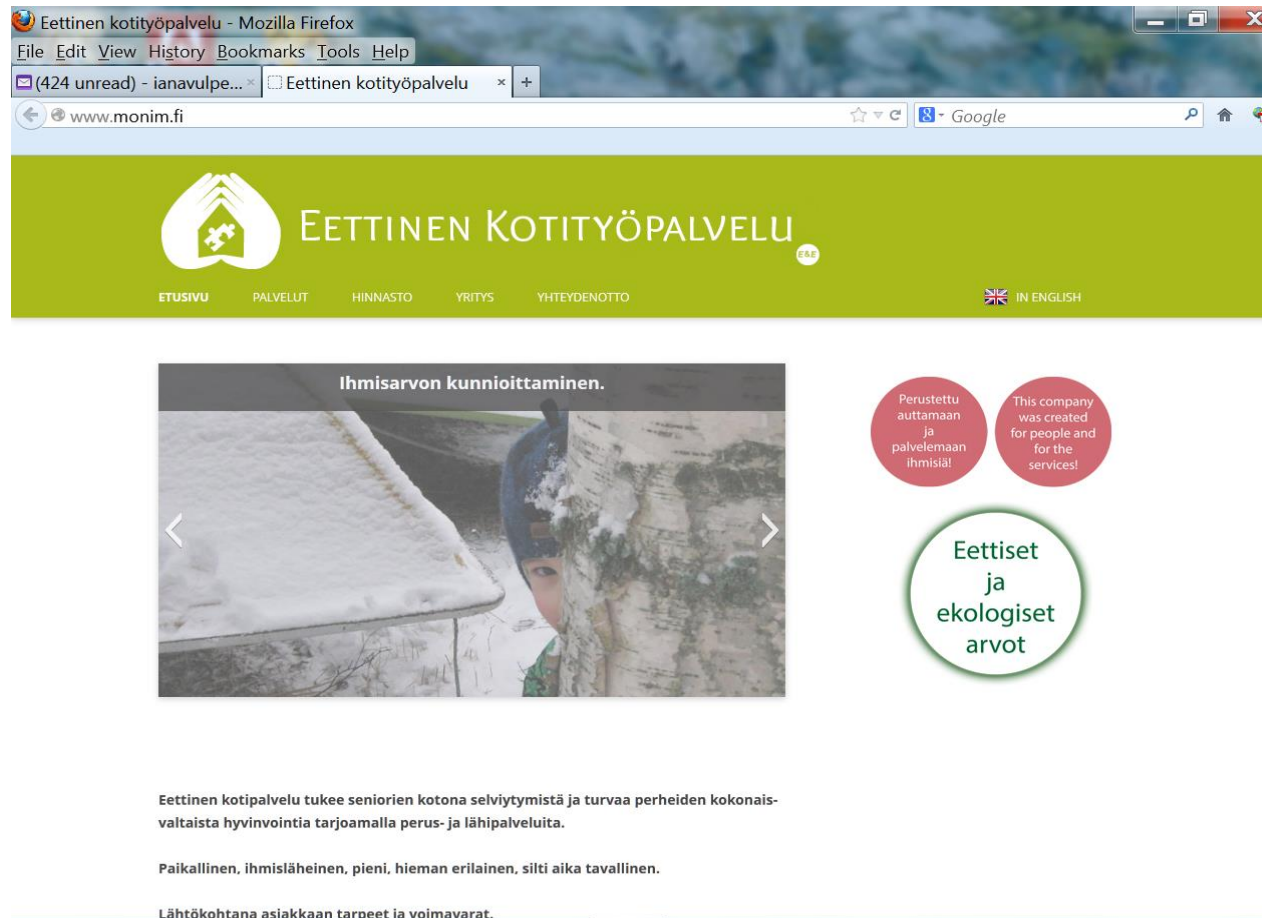 Eettinen kotityöpalvelu - Mozilla Firefox
File Edit View History Bookmarks Tools Help
(424 unread) - ianavulpe... × Eettinen kotityöpalvelu × +
www.monim.fi
Google
EETTINEN KOTITYÖPALVELU
E&E
ETUSIVU PALVELUT HINNASTO YRITYS YHTEYDENOTTO IN ENGLISH
Ihmisarvon kunnioittaminen.
Perustettu
auttamaan
ja
palvelemaan
ihmisiä!
This company
was created
for people and
for the
services!
Eettiset
ja
ekologiset
arvot
Eettinen kotipalvelu tukee seniorien kotona selviytymistä ja turvaa perheiden kokonais-
valtaista hyvinvointia tarjoamalla perus- ja lähipalveluita.
Paikallinen, ihmisläheinen, pieni, hieman erilainen, silti aika tavallinen.
Lähtökohtana asiakkaan tarpeet ja voimavarat.